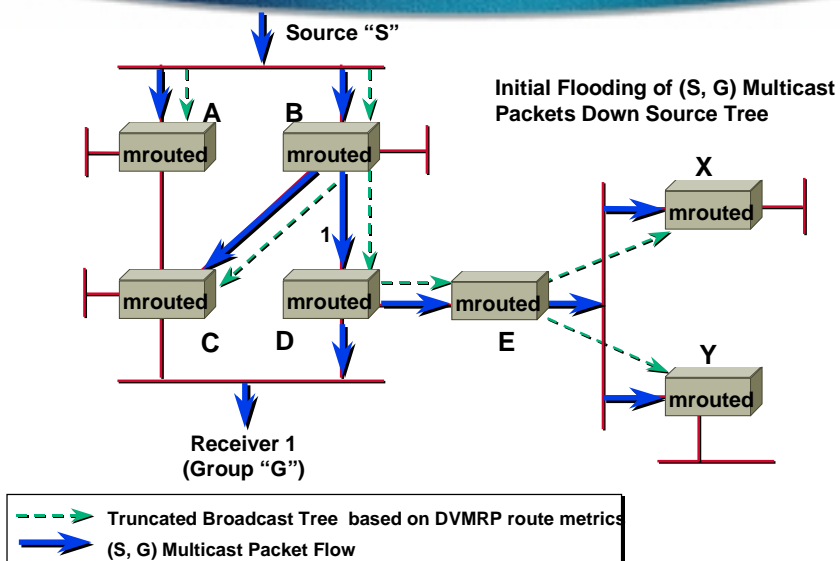 Source “S”
Initial Flooding of (S, G) Multicast
Packets Down Source Tree
A
B
mrouted
mrouted
X
mrouted
1
mrouted
mrouted
mrouted
C
D
E
Y
mrouted
Receiver 1
(Group “G”)
Truncated Broadcast Tree based on DVMRP route metrics
(S, G) Multicast Packet Flow